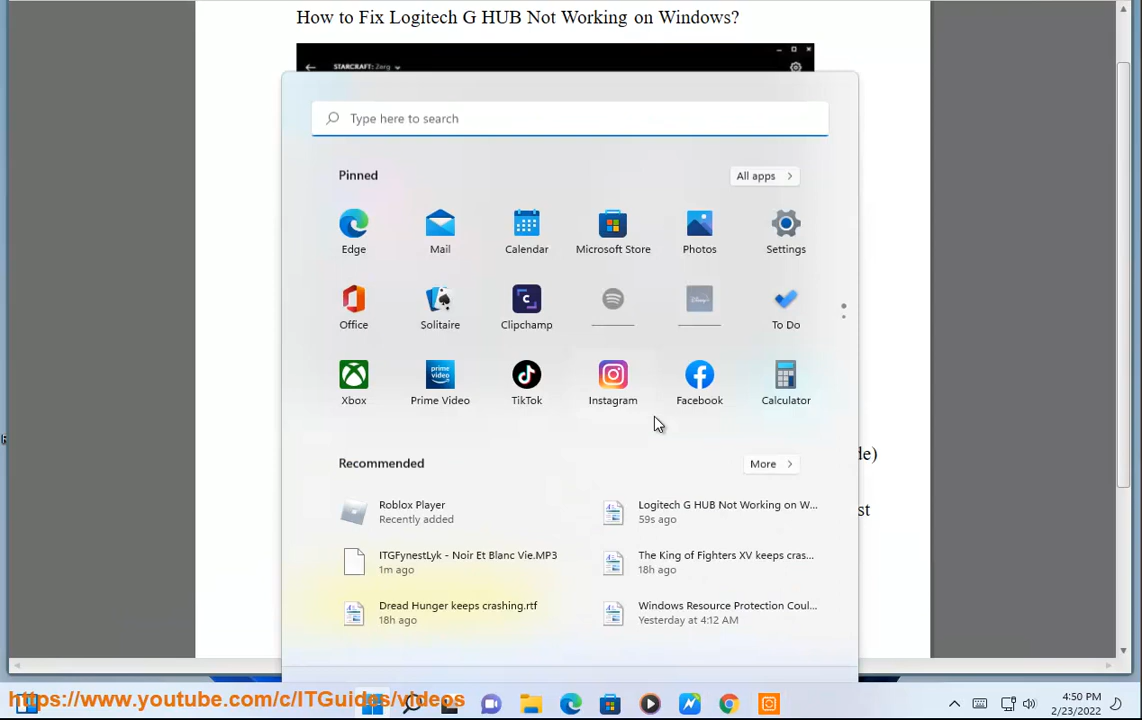 How to Fix Logitech G HUB Not Working on Windows?
STARCRAFT: Zerg
Type here to search
Pinned
All apps
Edge
Mail
Calendar
Microsoft Store
Photos
Settings
Office
Solitaire
Clipchamp
Disney+
To Do
prime video
Xbox
Prime Video
TikTok
Instagram
Facebook
Calculator
de)
Recommended
More
Roblox Player
Recently added
Logitech G HUB Not Working on W...
59s ago
st
ITGFynestLyk - Noir Et Blanc Vie.MP3
1m ago
The King of Fighters XV keeps cras...
18h ago
Dread Hunger keeps crashing.rtf
18h ago
Windows Resource Protection Coul...
Yesterday at 4:12 AM
https://www.youtube.com/c/ITGuides/videos
4:50 PM
2/23/2022